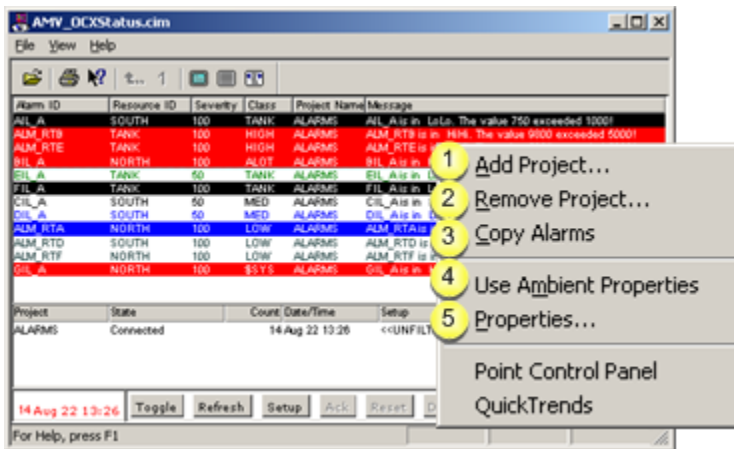 AMV_OCXStatus.cim
File View Help
Alarm ID Resource ID Severity Class Project Name Message
AIL_A SOUTH 100 TANK ALARMS AIL_A is in LoLo. The value 750 exceeded 1000!
ALM_RTB TANK 100 HIGH ALARMS ALM_RTB is in HiHi. The value 9800 exceeded 5000!
ALM_RTE TANK 100 HIGH ALARMS ALM_RTE is in
BIL_A NORTH 100 ALOT ALARMS BIL_A is in
EIL_A TANK 50 TANK ALARMS EIL_A is in
FIL_A TANK 100 TANK ALARMS FIL_A is in
CIL_A SOUTH 50 MED ALARMS CIL_A is in
DIL_A SOUTH 50 MED ALARMS DIL_A is in
ALM_RTA NORTH 100 LOW ALARMS ALM_RTA is
ALM_RTD SOUTH 100 LOW ALARMS ALM_RTD is
ALM_RTF NORTH 100 LOW ALARMS ALM_RTF is
GIL_A NORTH 100 $SYS ALARMS GIL_A is in
1 Add Project...
2 Remove Project...
3 Copy Alarms
4 Use Ambient Properties
5 Properties...
Point Control Panel
QuickTrends
Project State Count Date/Time Setup
ALARMS Connected 14 Aug 22 13:26 <<UNFILT
14 Aug 22 13:26 Toggle Refresh Setup Ack Reset D
For Help, press F1